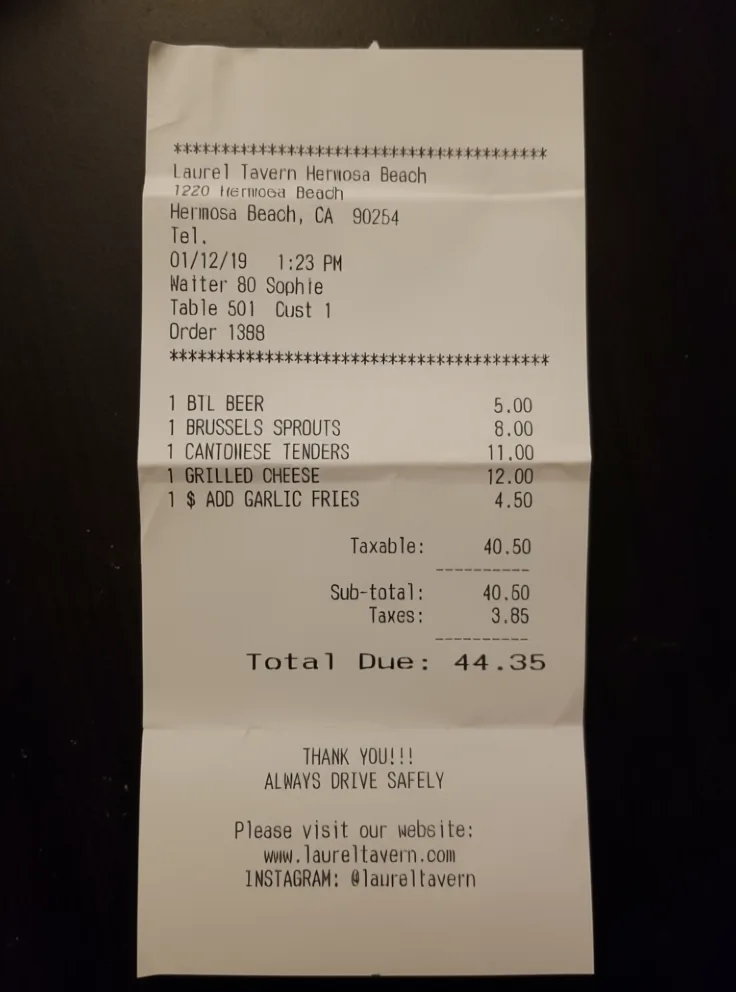 ****************************************
Laurel Tavern Hermosa Beach
1220 Hermosa Beach
Hermosa Beach, CA 90254
Tel.
01/12/19 1:23 PM
Waiter 80 Sophie
Table 501 Cust 1
Order 1388
****************************************
1 BTL BEER 5.00
1 BRUSSELS SPROUTS 8.00
1 CANTONESE TENDERS 11.00
1 GRILLED CHEESE 12.00
1 $ ADD GARLIC FRIES 4.50
Taxable: 40.50
----------
Sub-total: 40.50
Taxes: 3.85
----------
Total Due: 44.35
THANK YOU!!!
ALWAYS DRIVE SAFELY
Please visit our website:
www.laureltavern.com
INSTAGRAM: @laureltavern